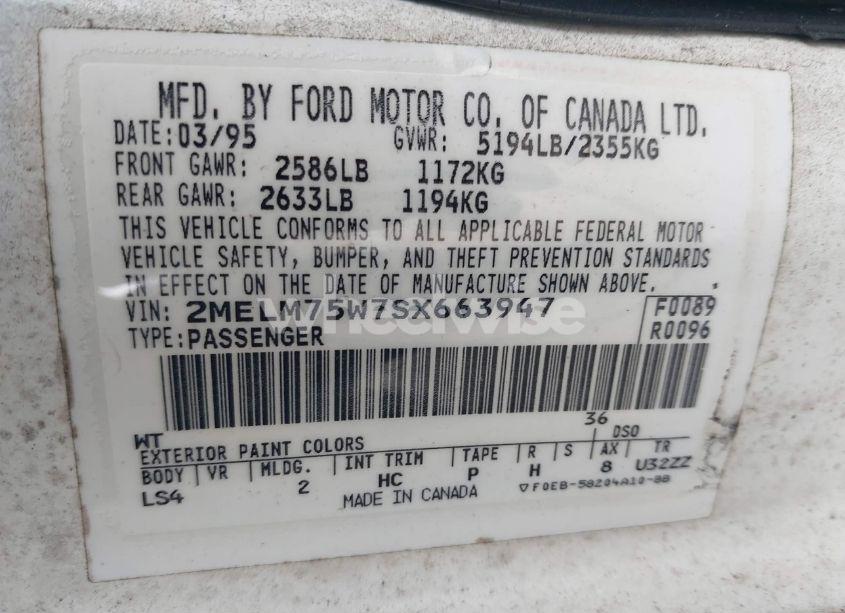 MFD. BY FORD MOTOR CO. OF CANADA LTD.
DATE: 03/95 GVWR: 5194LB/2355KG
FRONT GAWR: 2586LB 1172KG
REAR GAWR: 2633LB 1194KG
THIS VEHICLE CONFORMS TO ALL APPLICABLE FEDERAL MOTOR
VEHICLE SAFETY, BUMPER, AND THEFT PREVENTION STANDARDS
IN EFFECT ON THE DATE OF MANUFACTURE SHOWN ABOVE.
VIN: 2MELM75W7SX663947 F0089
TYPE: PASSENGER R0096
wheelwise
WT 36
EXTERIOR PAINT COLORS DSO
BODY VR MLDG. INT TRIM TAPE R S AX TR
LS4 2 HC P H 8 U32ZZ
MADE IN CANADA ▽F0EB-58204A10-BB